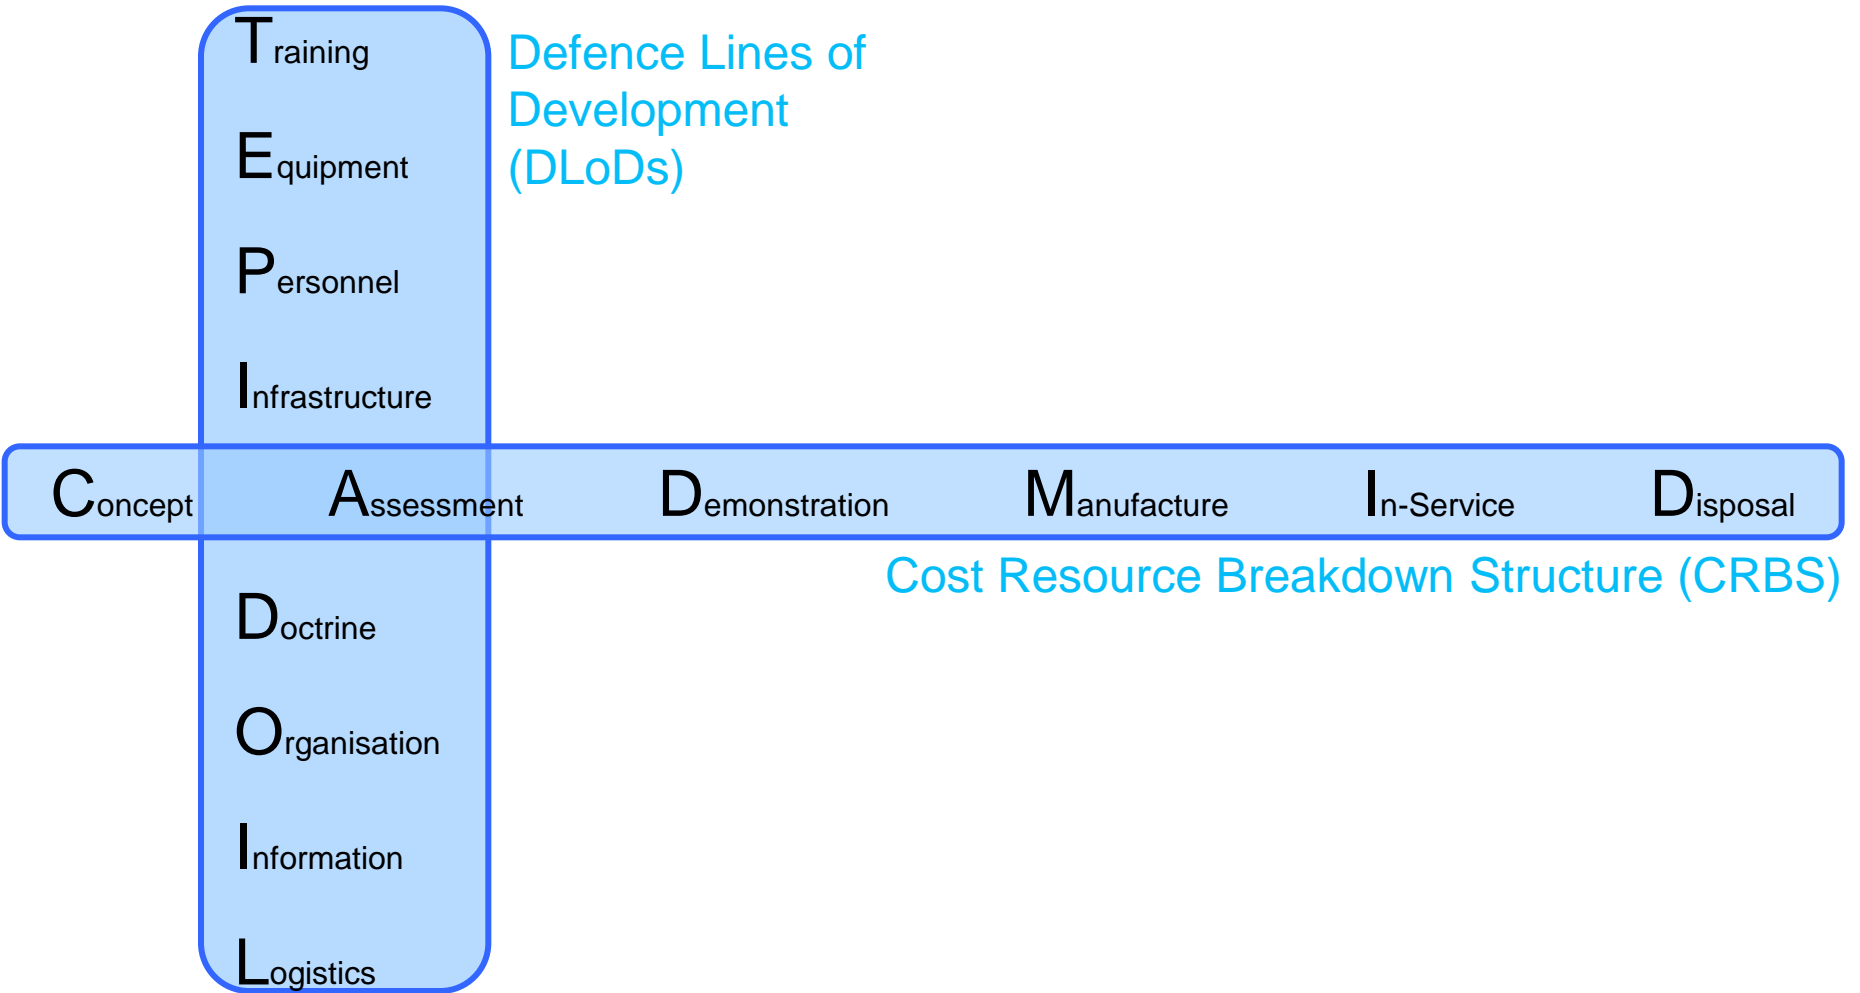 Training
Defence Lines of
Development
(DLoDs)
Equipment
Personnel
Infrastructure
Concept Assessment Demonstration Manufacture In-Service Disposal
Cost Resource Breakdown Structure (CRBS)
Doctrine
Organisation
Information
Logistics